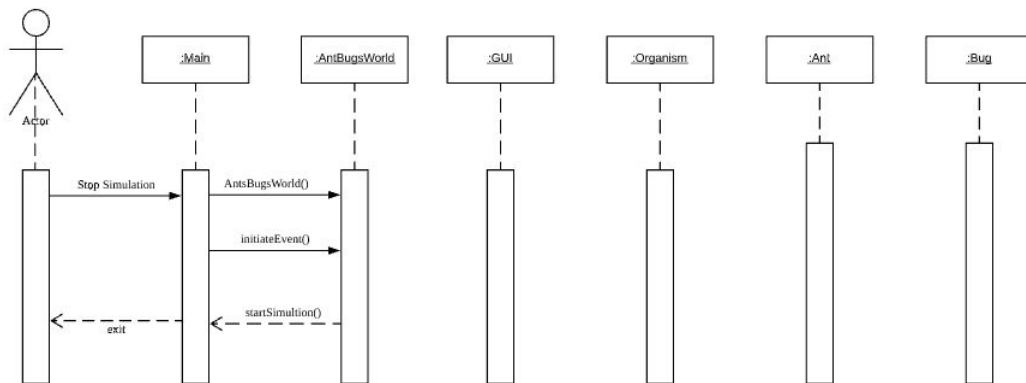 :Main
:AntBugsWorld
:GUI
:Organism
:Ant
:Bug
Actor
Stop Simulation
AntsBugsWorld()
initiateEvent()
startSimultion()
exit